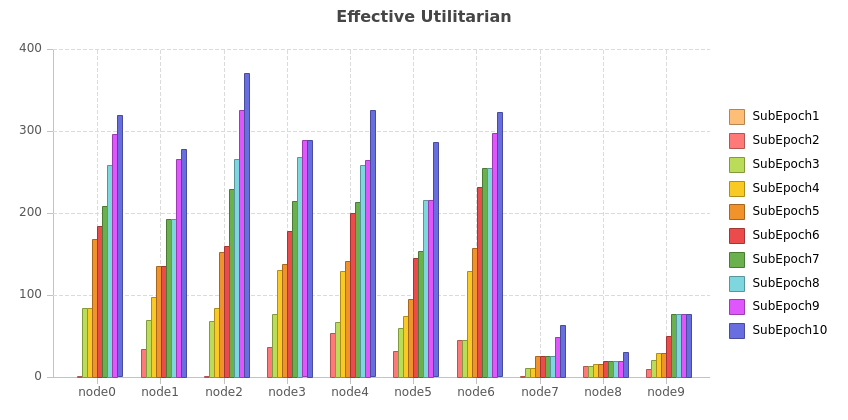 Effective Utilitarian
400
300
200
100
0
node0 node1 node2 node3 node4 node5 node6 node7 node8 node9
SubEpoch1
SubEpoch2
SubEpoch3
SubEpoch4
SubEpoch5
SubEpoch6
SubEpoch7
SubEpoch8
SubEpoch9
SubEpoch10